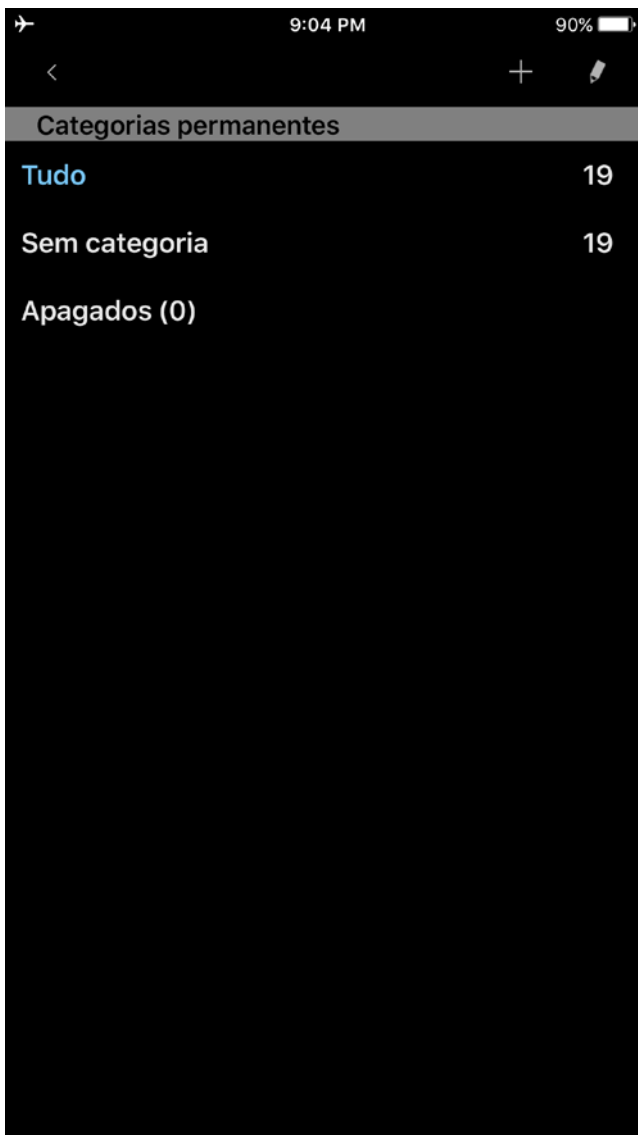 9:04 PM 90%
Categorias permanentes
Tudo 19
Sem categoria 19
Apagados (0)